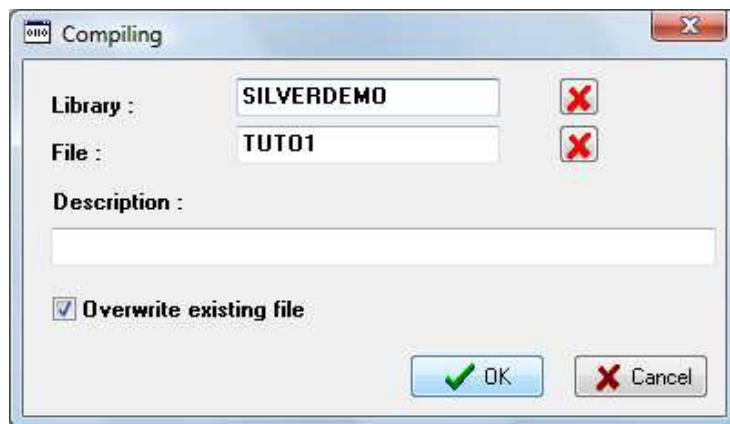 Compiling
Library : SILVERDEMO
File : TUTO1
Description :
Overwrite existing file
OK Cancel